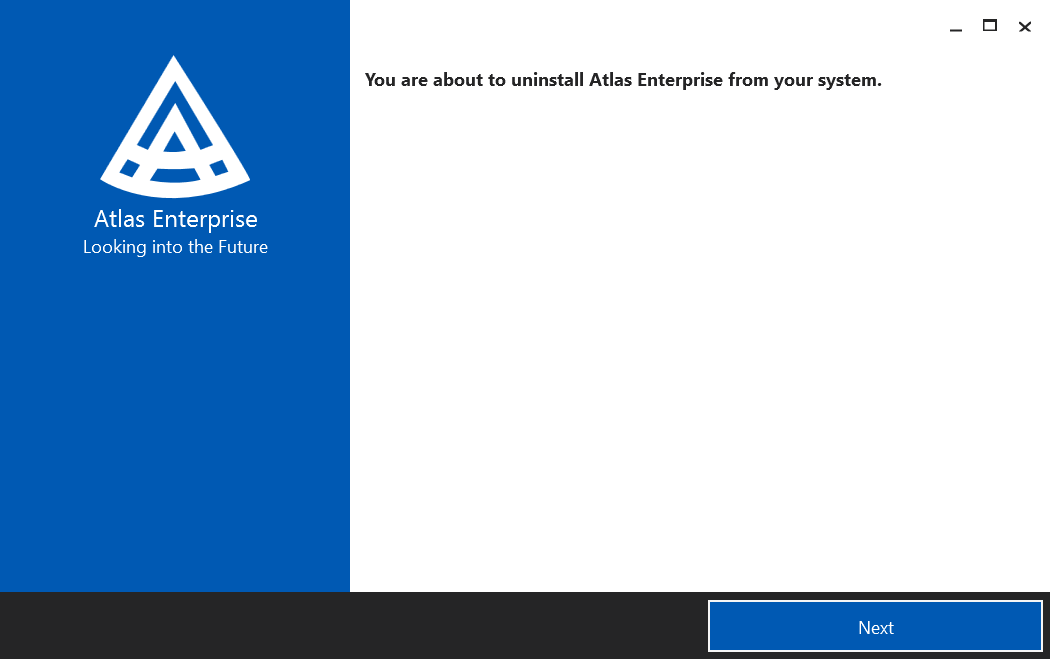 You are about to uninstall Atlas Enterprise from your system.
Atlas Enterprise
Looking into the Future
Next